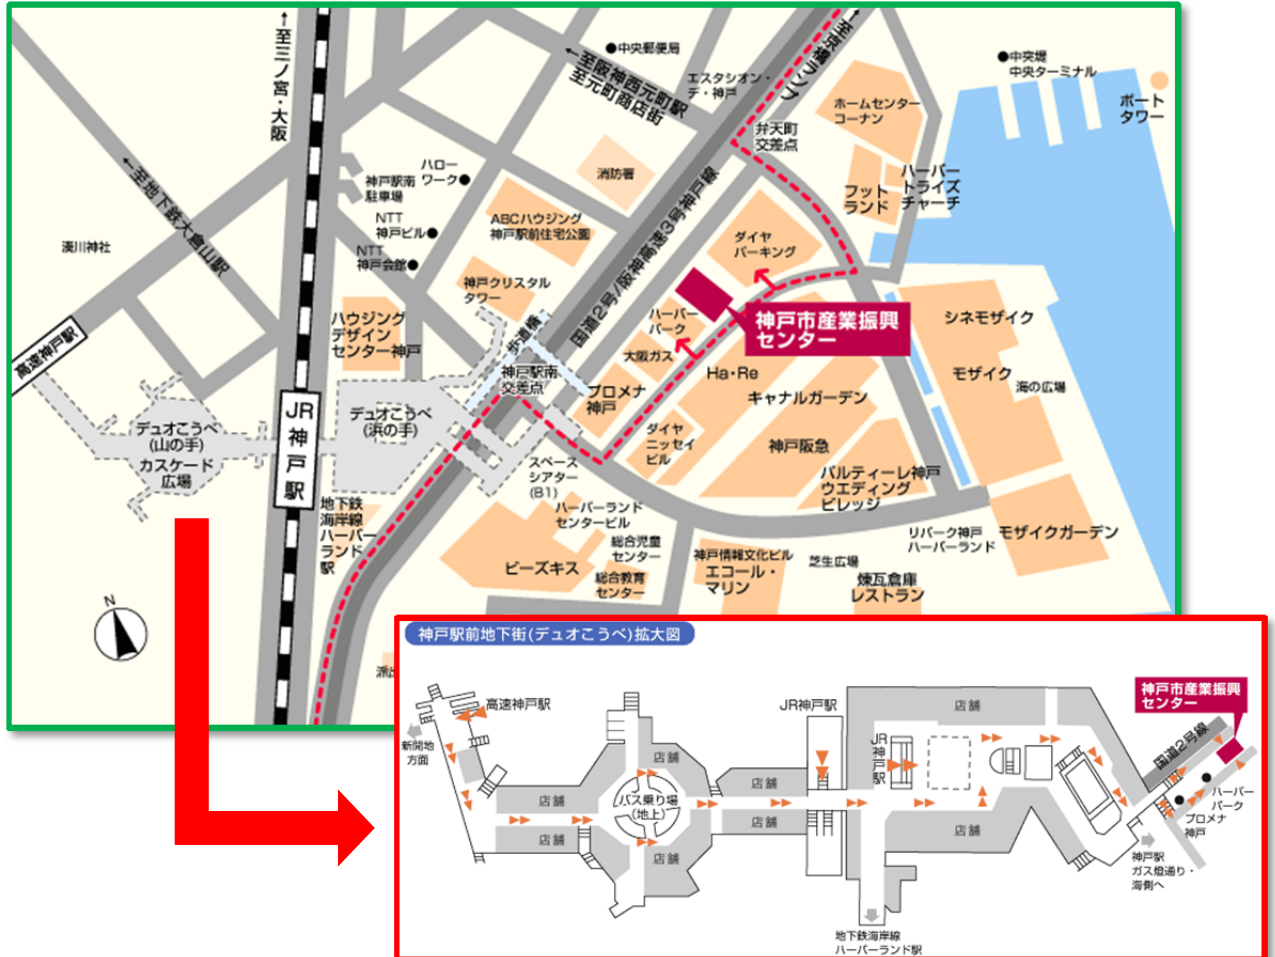 ←至三ノ宮・大阪
←至地下鉄大倉山駅
湊川神社
高速神戸駅
デュオこうべ
(山の手)
カスケード
広場
JR
神
戸
駅
デュオこうべ
(浜の手)
地下鉄
海岸線
ハーバー
ランド
駅
ハウジング
デザイン
センター神戸
神戸駅南
駐車場
ハロー
ワーク●
NTT
神戸ビル●
NTT
神戸会館●
●中央郵便局
←至阪神西元町駅
至元町商店街
エスタシオン・
デ・神戸
→至京橋ランプ
消防署
ABCハウジング
神戸駅前住宅公園
神戸クリスタル
タワー
歩道橋
国道2号/阪神高速3号神戸線
神戸駅南
交差点
弁天町
交差点
ホームセンター
コーナン
●中突堤
中央ターミナル
ポート
タワー
フット
ランド
ハーバー
トライズ
チャーチ
ダイヤ
パーキング
神戸市産業振興
センター
ハーバー
パーク
大阪ガス
プロメナ
神戸
Ha・Re
キャナルガーデン
神戸阪急
シネモザイク
モザイク
海の広場
ダイヤ
ニッセイ
ビル
パルティーレ神戸
ウエディング
ビレッジ
スペース
シアター
(B1)
ハーバーランド
センタービル
総合児童
センター
総合教育
センター
ビーズキス
神戸情報文化ビル
エコール・
マリン
芝生広場
リパーク神戸
ハーバーランド
モザイクガーデン
煉瓦倉庫
レストラン
N
神戸駅前地下街(デュオこうべ)拡大図
高速神戸駅
新開地
方面
店舗
店舗
店舗
バス乗り場
(地上)
店舗
店舗
店舗
JR神戸駅
JR
神
戸
駅
店舗
店舗
地下鉄海岸線
ハーバーランド駅
国道2号線
神戸市産業振興
センター
ハーバー
パーク
プロメナ
神戸
神戸駅
ガス燈通り・
海側へ